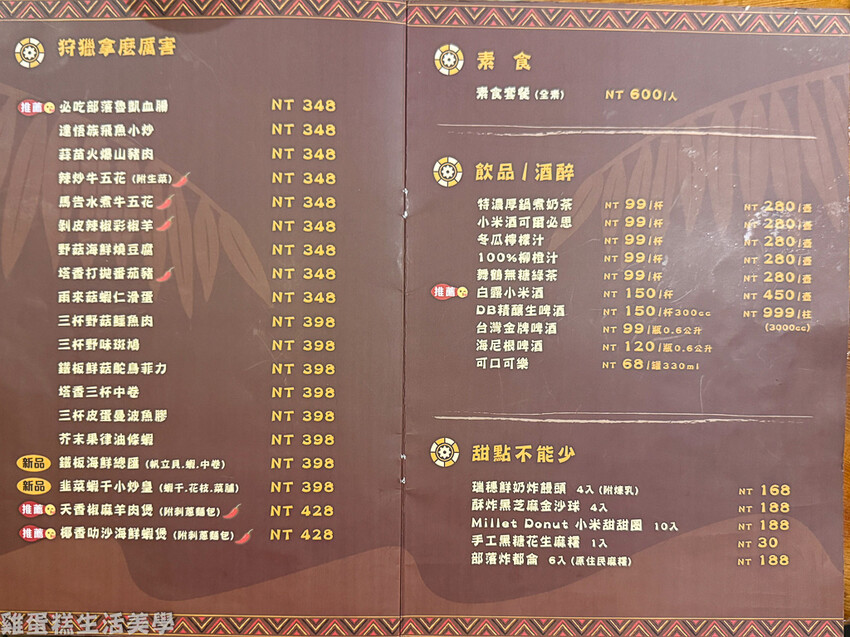 狩獵拿麼厲害
推薦 必吃部落魯凱血腸 NT 348
達悟族飛魚小炒 NT 348
蒜苗火爆山豬肉 NT 348
辣炒牛五花 (附生菜) NT 348
馬告水煮牛五花 NT 348
剝皮辣椒彩椒羊 NT 348
野菇海鮮燒豆腐 NT 348
塔香打拋番茄豬 NT 348
雨來菇蝦仁滑蛋 NT 348
三杯野菇鱷魚肉 NT 398
三杯野味斑鳩 NT 398
鐵板鮮菇鴕鳥菲力 NT 398
塔香三杯中卷 NT 398
三杯皮蛋曼波魚膠 NT 398
芥末果律油條蝦 NT 398
新品 鐵板海鮮總匯 (帆立貝.蝦.中卷) NT 398
新品 韭菜蝦干小炒皇 (蝦干.花枝.菜脯) NT 398
推薦 天香椒麻羊肉煲 (附刺蔥麵包) NT 428
推薦 椰香叻沙海鮮蝦煲 (附刺蔥麵包) NT 428
素 食
素食套餐 (全素) NT 600/人
飲品/酒醉
特濃厚鍋煮奶茶 NT 99/杯 NT 280/壺
小米酒可爾必思 NT 99/杯 NT 280/壺
冬瓜檸檬汁 NT 99/杯 NT 280/壺
100%柳橙汁 NT 99/杯 NT 280/壺
舞鶴無糖綠茶 NT 99/杯 NT 280/壺
推薦 白露小米酒 NT 150/杯 NT 450/壺
DB精釀生啤酒 NT 150/杯300cc NT 999/柱
(3000cc)
台灣金牌啤酒 NT 99/瓶0.6公升
海尼根啤酒 NT 120/瓶0.6公升
可口可樂 NT 68/罐330ml
甜點不能少
瑞穗鮮奶炸饅頭 4入 (附煉乳) NT 168
酥炸黑芝麻金沙球 4入 NT 188
Millet Donut 小米甜甜圈 10入 NT 188
手工黑糖花生麻糬 1入 NT 30
部落炸都侖 6入 (原住民麻糬) NT 188
雞蛋糕生活美學